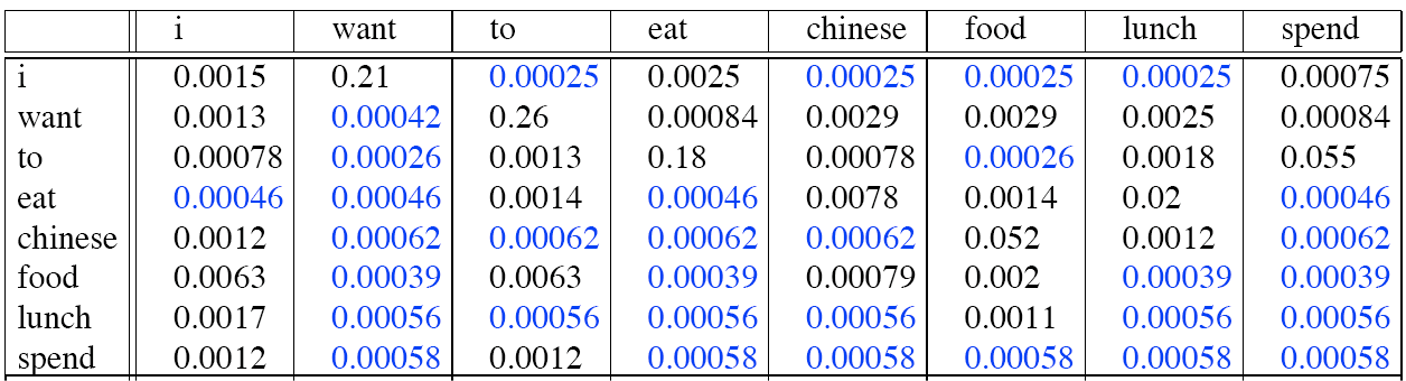 i want to eat chinese food lunch spend
i 0.0015 0.21 0.00025 0.0025 0.00025 0.00025 0.00025 0.00075
want 0.0013 0.00042 0.26 0.00084 0.0029 0.0029 0.0025 0.00084
to 0.00078 0.00026 0.0013 0.18 0.00078 0.00026 0.0018 0.055
eat 0.00046 0.00046 0.0014 0.00046 0.0078 0.0014 0.02 0.00046
chinese 0.0012 0.00062 0.00062 0.00062 0.00062 0.052 0.0012 0.00062
food 0.0063 0.00039 0.0063 0.00039 0.00079 0.002 0.00039 0.00039
lunch 0.0017 0.00056 0.00056 0.00056 0.00056 0.0011 0.00056 0.00056
spend 0.0012 0.00058 0.0012 0.00058 0.00058 0.00058 0.00058 0.00058